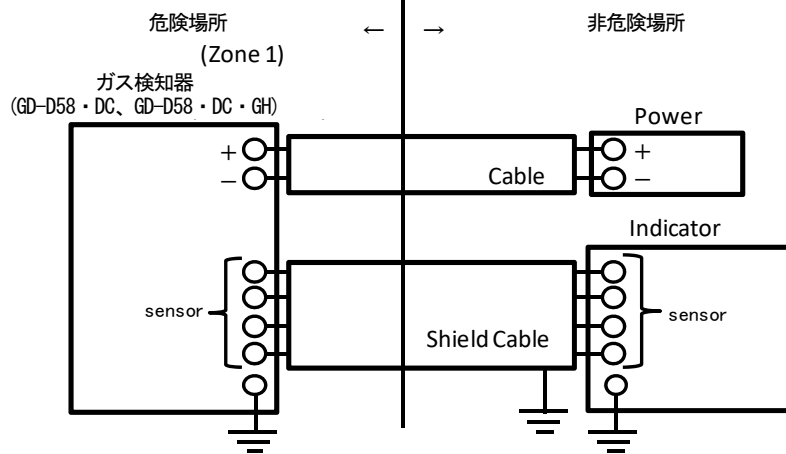 危険場所
← →
非危険場所
(Zone 1)
ガス検知器
(GD-D58・DC、GD-D58・DC・GH)
Power
+
+
−
−
Cable
Indicator
sensor
sensor
Shield Cable